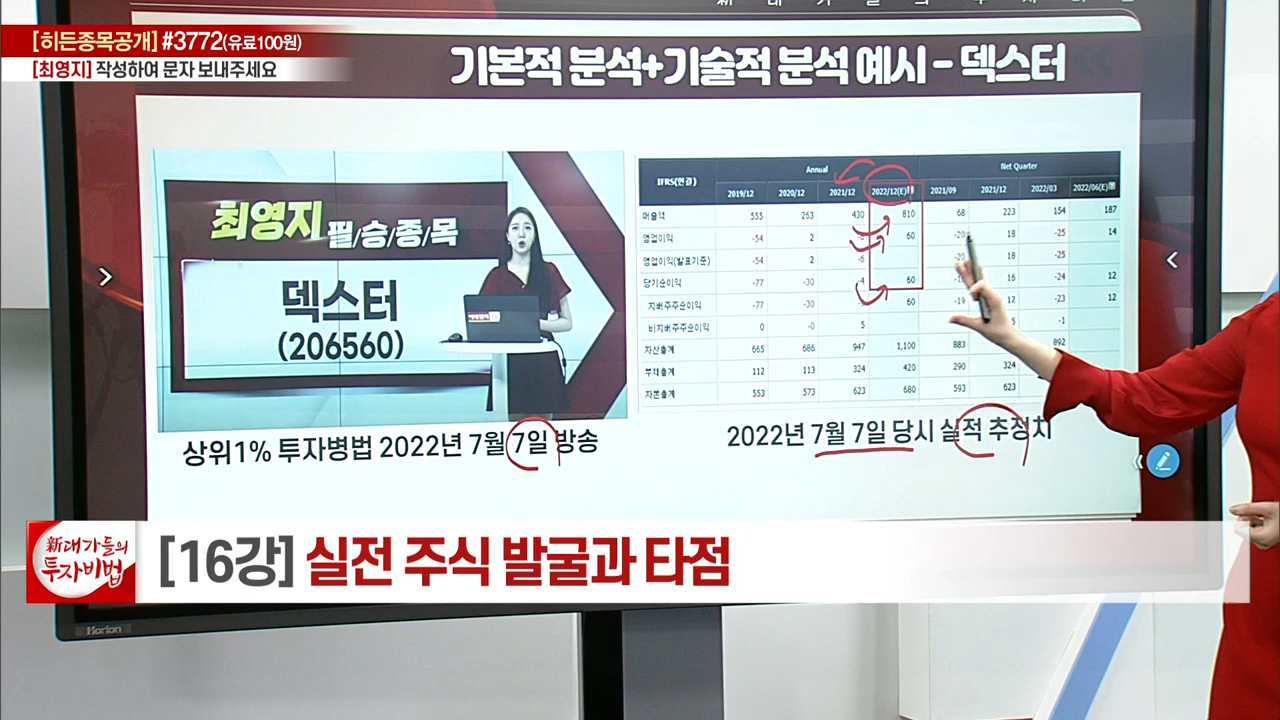 [히든종목공개] #3772(유료100원)
[최영지] 작성하여 문자 보내주세요
기본적 분석+기술적 분석 예시 - 덱스터
최영지 필/승/종/목
덱스터
(206560)
IFRS(연결) Annual Net Quarter
2019/12 2020/12 2021/12 2022/12(E) 2021/09 2021/12 2022/03 2022/06(E)
매출액 555 263 430 810 68 223 154 187
영업이익 -54 2 60 -20 18 -25 14
영업이익(발표기준) -54 2 -6 -20 18 -25
당기순이익 -77 -30 60 16 -24 12
지배주주순이익 -77 -30 60 -19 12 -23 12
비지배주주순이익 0 -0 5 -1
자산총계 665 686 947 1,100 883 892
부채총계 112 113 324 420 290 324
자본총계 553 573 623 680 593 623
상위1% 투자병법 2022년 7월 7일 방송
2022년 7월 7일 당시 실적 추정치
新대가들의
투자비법
[16강] 실전 주식 발굴과 타점
Horion